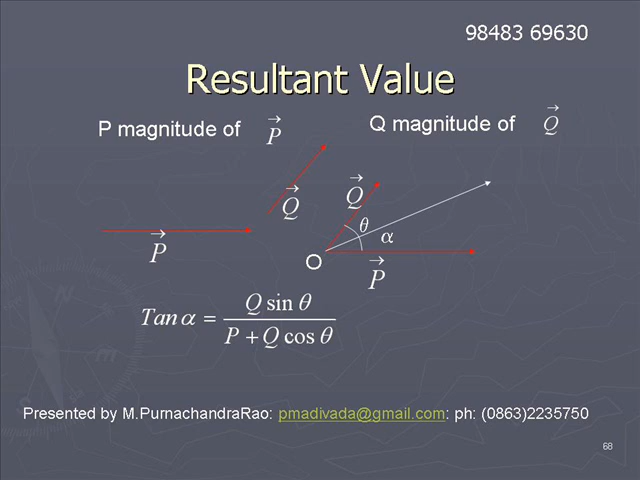 98483 69630
Resultant Value
P magnitude of P⃗
Q magnitude of Q⃗
Q⃗
Q⃗
θ
α
P⃗
O
P⃗
Tan α = Q sin θ / P + Q cos θ
Presented by M.PurnachandraRao: pmadivada@gmail.com: ph: (0863)2235750
68